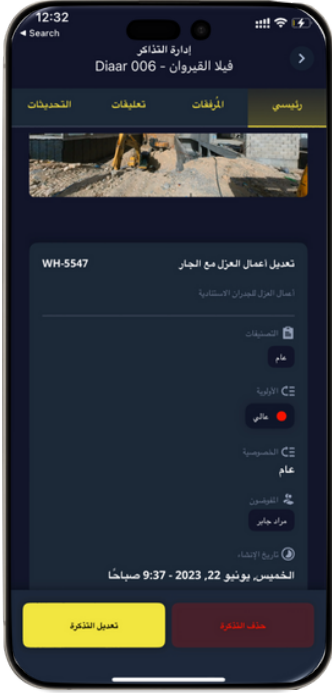 12:32
◀ Search
إدارة التذاكر
فيلا القيروان - Diaar 006
رئيسي
المُرفقات
تعليقات
التحديثات
تعديل أعمال العزل مع الجار
WH-5547
أعمال العزل للجدران الاستنادية
التصنيفات
عام
الأولوية
عالي
الخصوصية
عام
المفوضون
مراد جابر
تاريخ الإنشاء
الخميس, يونيو 22, 2023 - 9:37 صباحًا
حذف التذكرة
تعديل التذكرة